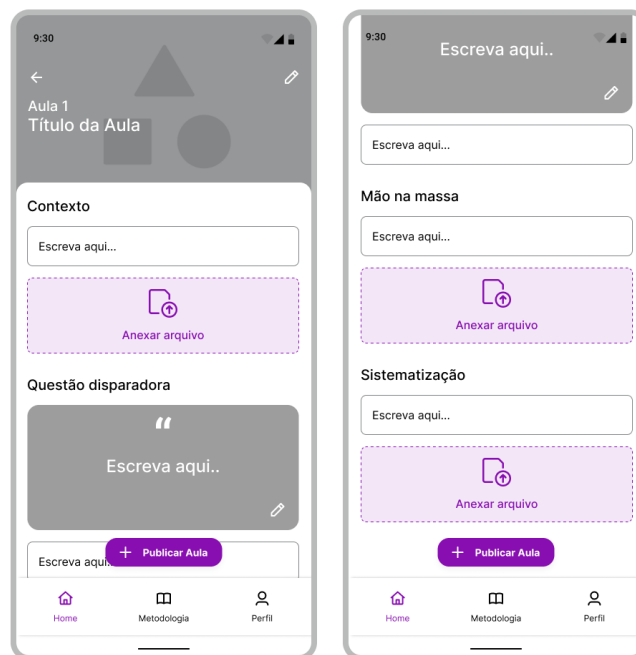 9:30
Aula 1
Título da Aula
Contexto
Escreva aqui...
Anexar arquivo
Questão disparadora
“
Escreva aqui..
Escreva aqui..
Publicar Aula
Home
Metodologia
Perfil
9:30
Escreva aqui..
Escreva aqui...
Mão na massa
Escreva aqui...
Anexar arquivo
Sistematização
Escreva aqui...
Anexar arquivo
Publicar Aula
Home
Metodologia
Perfil